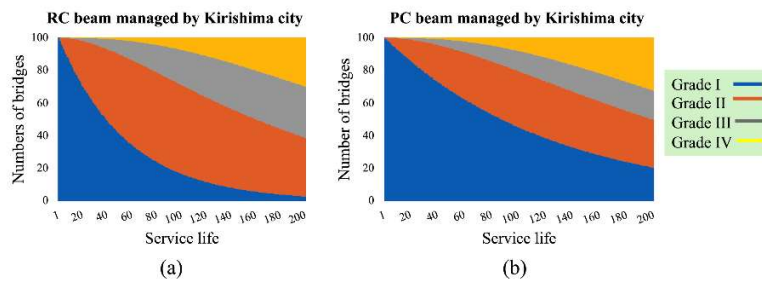 RC beam managed by Kirishima city
PC beam managed by Kirishima city
Numbers of bridges
100
80
60
40
20
0
1 20 40 60 80 100 120 140 160 180 200
Service life
(a)
Number of bridges
100
80
60
40
20
0
1 20 40 60 80 100 120 140 160 180 200
Service life
(b)
Grade I
Grade II
Grade III
Grade IV